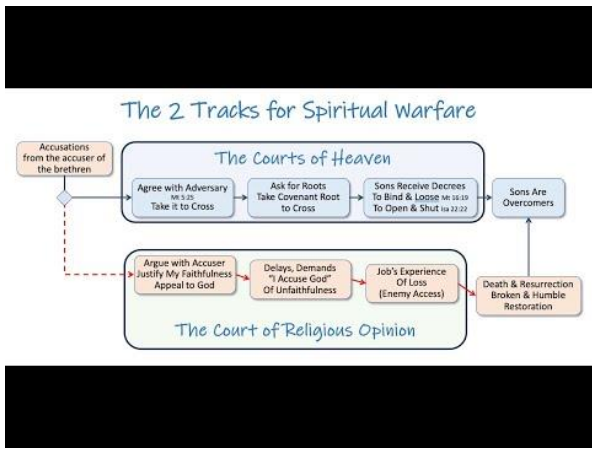 The 2 Tracks for Spiritual Warfare
Accusations
from the accuser of
the brethren
The Courts of Heaven
Agree with Adversary
Mt 5:25
Take it to Cross
Ask for Roots
Take Covenant Root
to Cross
Sons Receive Decrees
To Bind & Loose Mt 16:19
To Open & Shut Isa 22:22
Sons Are
Overcomers
Argue with Accuser
Justify My Faithfulness
Appeal to God
Delays, Demands
"I Accuse God"
Of Unfaithfulness
Job's Experience
Of Loss
(Enemy Access)
Death & Resurrection
Broken & Humble
Restoration
The Court of Religious Opinion